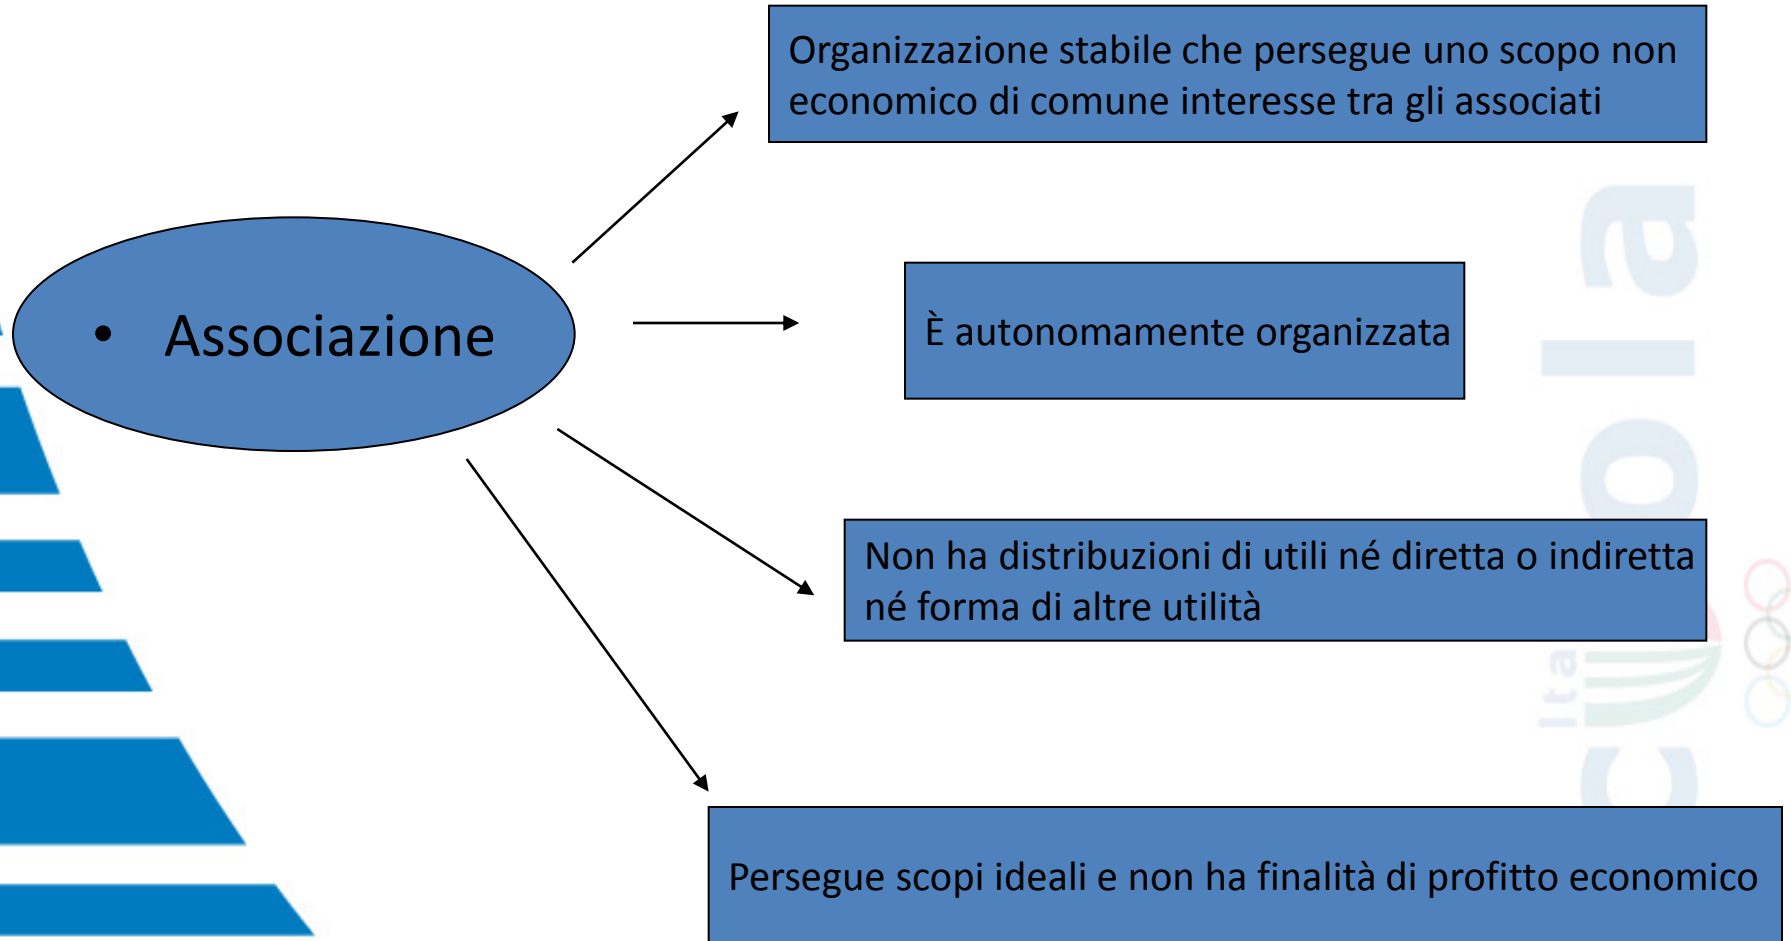 Organizzazione stabile che persegue uno scopo non
economico di comune interesse tra gli associati
• Associazione
È autonomamente organizzata
Non ha distribuzioni di utili né diretta o indiretta
né forma di altre utilità
Persegue scopi ideali e non ha finalità di profitto economico
Ita